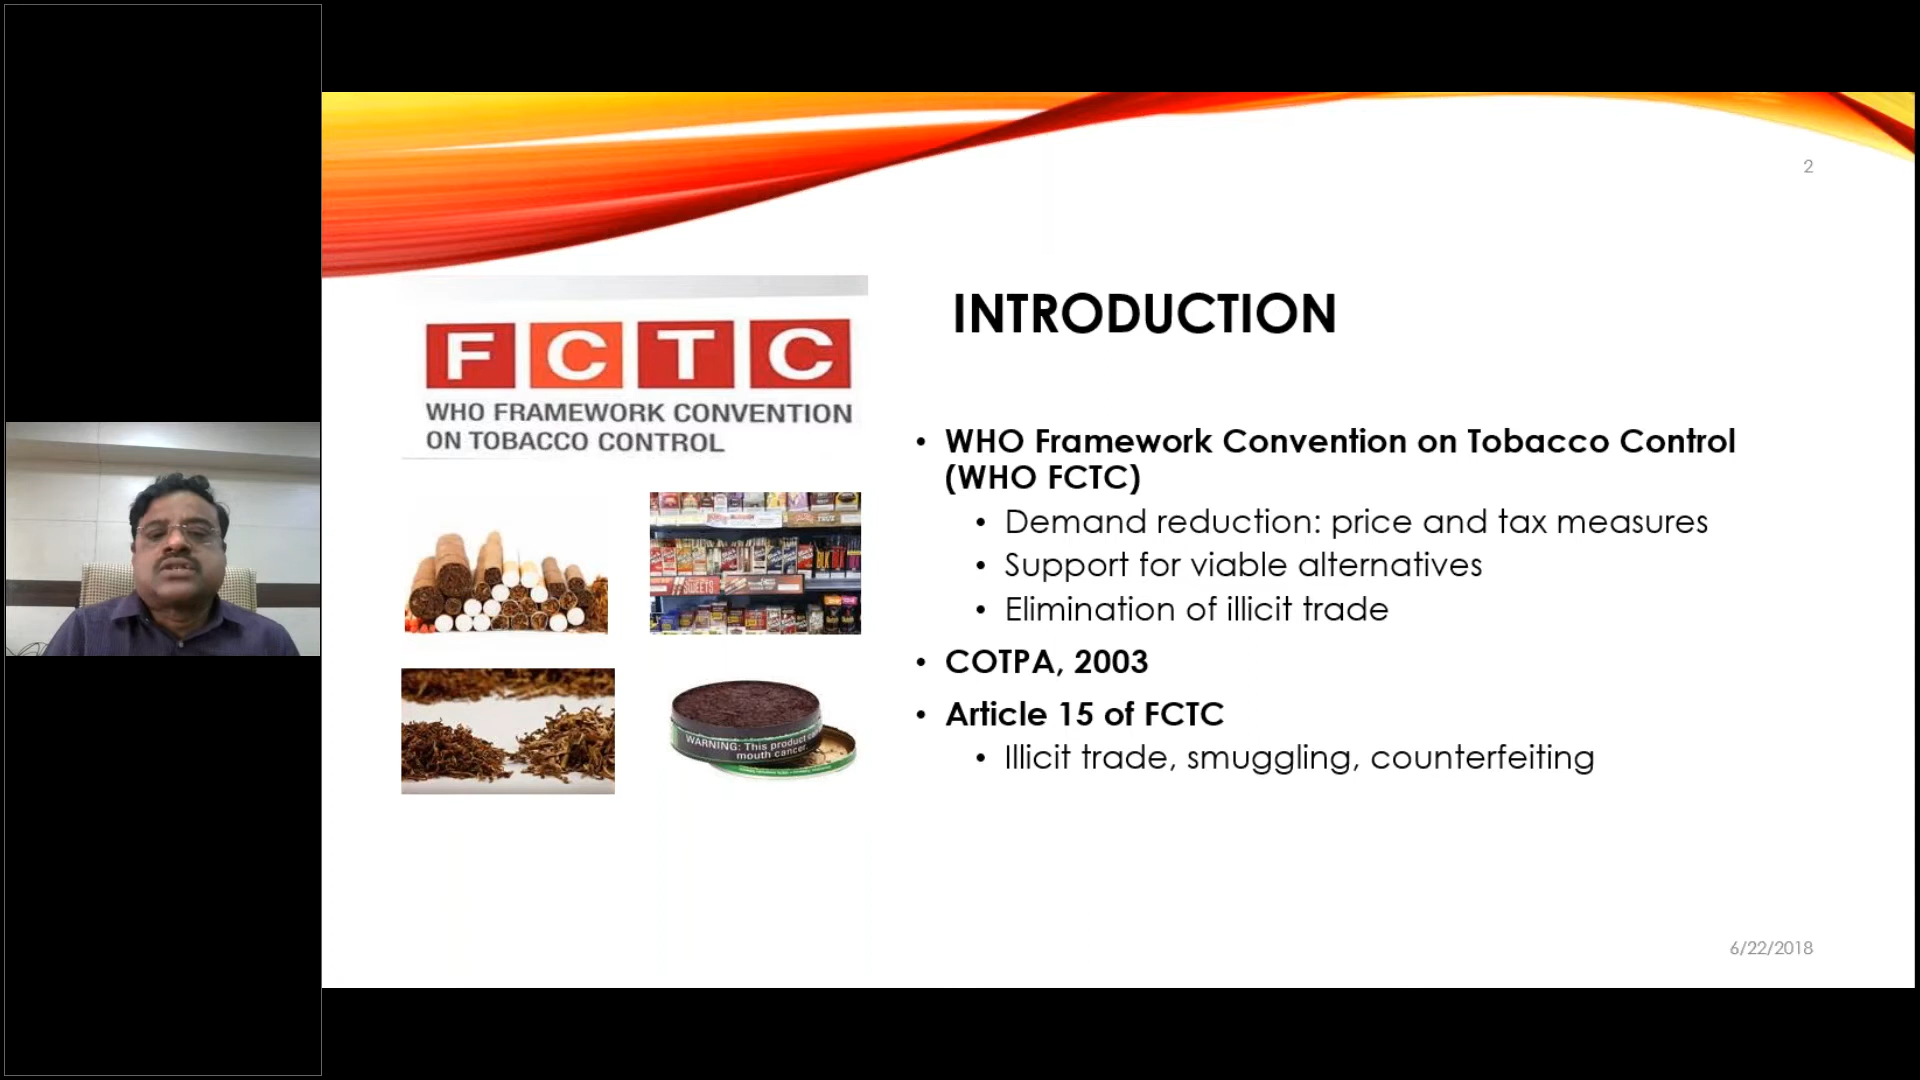 2
F C T C
WHO FRAMEWORK CONVENTION
ON TOBACCO CONTROL
SWEETS
WARNING: This product
mouth cancer.
INTRODUCTION
• WHO Framework Convention on Tobacco Control
(WHO FCTC)
• Demand reduction: price and tax measures
• Support for viable alternatives
• Elimination of illicit trade
• COTPA, 2003
• Article 15 of FCTC
• Illicit trade, smuggling, counterfeiting
6/22/2018